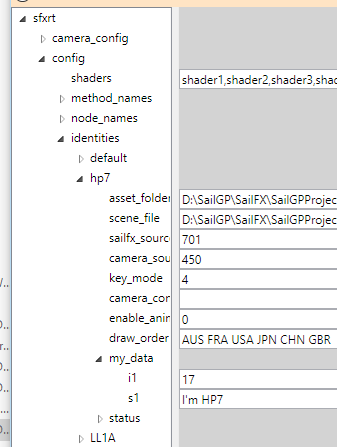 sfxrt
camera_config
config
shaders shader1,shader2,shader3,shad
method_names
node_names
identities
default
hp7
asset_folder D:\SailGP\SailFX\SailGPProjec
scene_file D:\SailGP\SailFX\SailGPProjec
sailfx_sourc 701
camera_sou 450
key_mode 4
camera_con
enable_anin 0
draw_order AUS FRA USA JPN CHN GBR
my_data
i1 17
s1 I'm HP7
status
LL1A